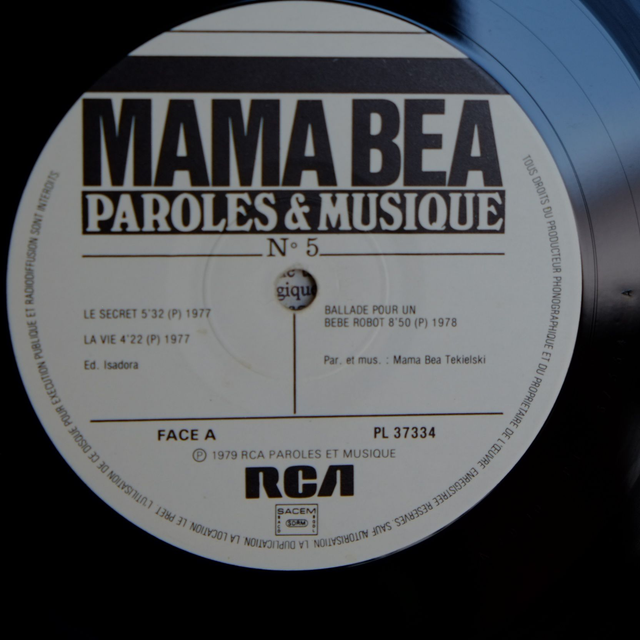 MAMA BEA
PAROLES & MUSIQUE
N° 5
giqu
LE SECRET 5'32 (P) 1977
LA VIE 4'22 (P) 1977
Ed. Isadora
BALLADE POUR UN
BEBE ROBOT 8'50 (P) 1978
Par. et mus. : Mama Bea Tekielski
FACE A
PL 37334
Ⓟ 1979 RCA PAROLES ET MUSIQUE
RCA
SACEM
SDRM
TOUS DROITS DU PRODUCTEUR PHONOGRAPHIQUE ET DU PROPRIETAIRE DE L'ŒUVRE ENREGISTREE RESERVES SAUF AUTORISATION LA DUPLICATION LA LOCATION LE PRET L'UTILISATION DE CE DISQUE POUR EXECUTION PUBLIQUE ET RADIODIFFUSION SONT INTERDITS